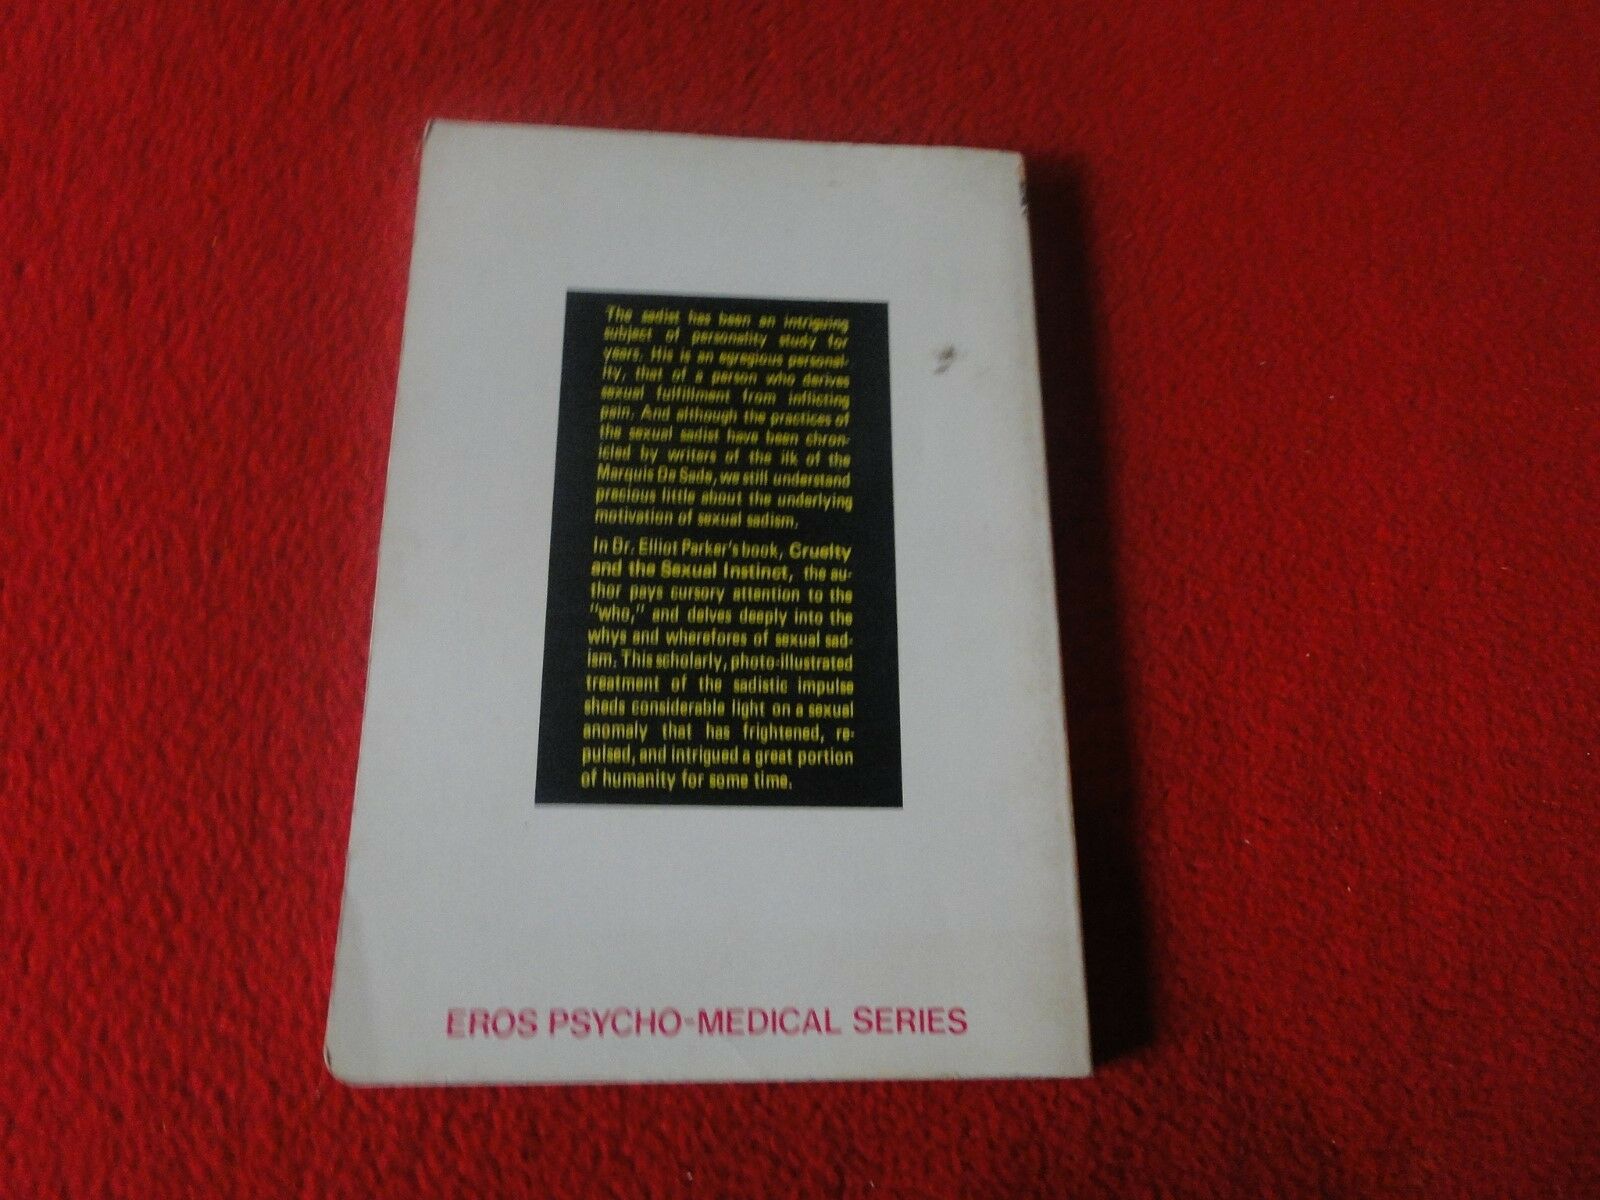 The sadist has been an intriguing
subject of personality study for
years. His is an egregious personal-
ity, that of a person who derives
sexual fulfillment from inflicting
pain. And although the practices of
the sexual sadist have been chron-
icled by writers of the ilk of the
Marquis De Sade, we still understand
precious little about the underlying
motivation of sexual sadism.
In Dr. Elliot Parker's book, Cruelty
and the Sexual Instinct, the au-
thor pays cursory attention to the
"who," and delves deeply into the
whys and wherefores of sexual sad-
ism. This scholarly, photo-illustrated
treatment of the sadistic impulse
sheds considerable light on a sexual
anomaly that has frightened, re-
pulsed, and intrigued a great portion
of humanity for some time.
EROS PSYCHO-MEDICAL SERIES